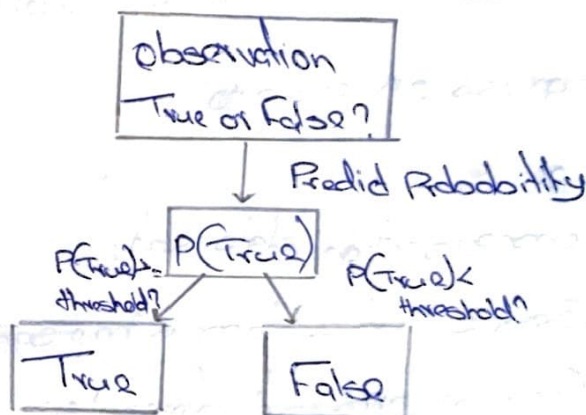 Observation
True or False?
Predict Probability
P(True)
P(True)>=
threshold?
P(True)<
threshold?
True
False